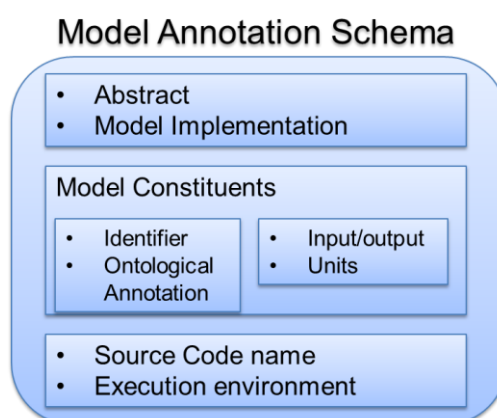 Model Annotation Schema
• Abstract
• Model Implementation
Model Constituents
• Identifier
• Ontological
Annotation
• Input/output
• Units
• Source Code name
• Execution environment